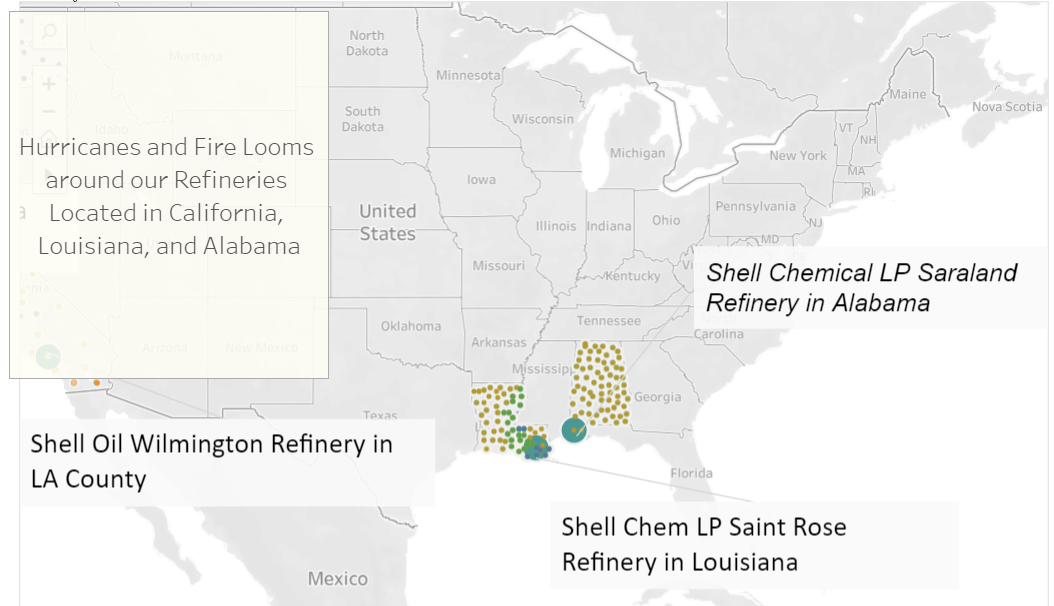 North
Dakota
Montana
Minnesota
Maine
Nova Scotia
South
Dakota
Wisconsin
VT
NH
Idaho
Hurricanes and Fire Looms
around our Refineries
Located in California,
Louisiana, and Alabama
Michigan
New York
MA
RI
Iowa
United
States
Pennsylvania
Illinois
Indiana
Ohio
NJ
MD
Missouri
Kentucky
Shell Chemical LP Saraland
Refinery in Alabama
Oklahoma
Tennessee
Carolina
Arkansas
Arizona
New Mexico
Mississipp
Georgia
Texas
Shell Oil Wilmington Refinery in
LA County
Florida
Shell Chem LP Saint Rose
Refinery in Louisiana
Mexico